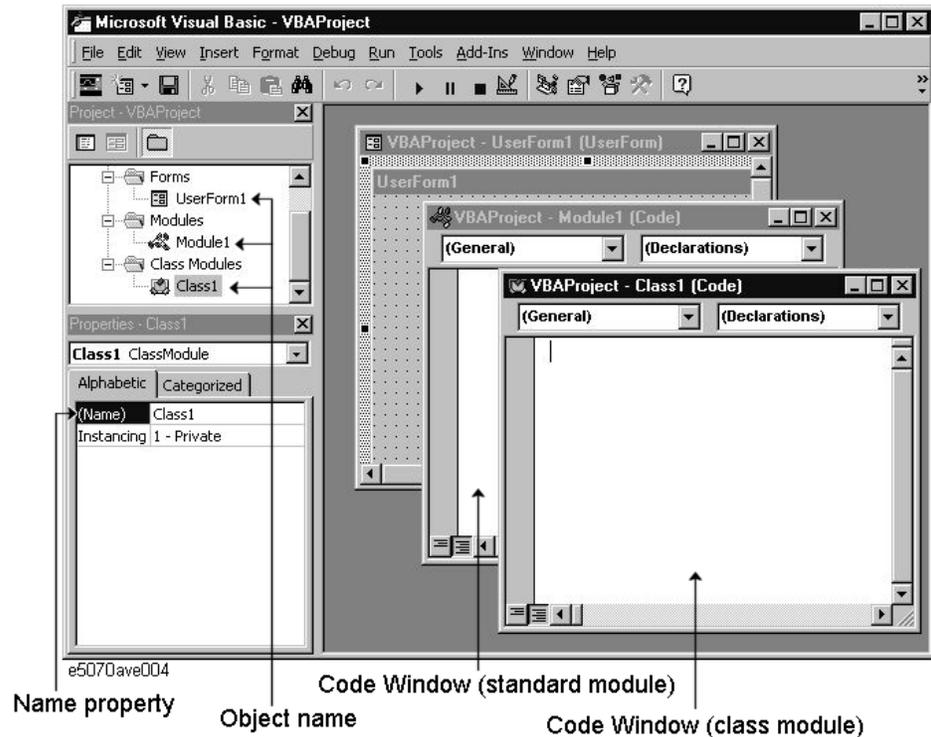 Microsoft Visual Basic - VBAProject
File Edit View Insert Format Debug Run Tools Add-Ins Window Help
Project - VBAProject
Forms
UserForm1
Modules
Module1
Class Modules
Class1
Properties - Class1
Class1 ClassModule
Alphabetic Categorized
(Name) Class1
Instancing 1 - Private
VBAProject - UserForm1 (UserForm)
UserForm1
VBAProject - Module1 (Code)
(General) (Declarations)
VBAProject - Class1 (Code)
(General) (Declarations)
e5070ave004
Name property
Object name
Code Window (standard module)
Code Window (class module)